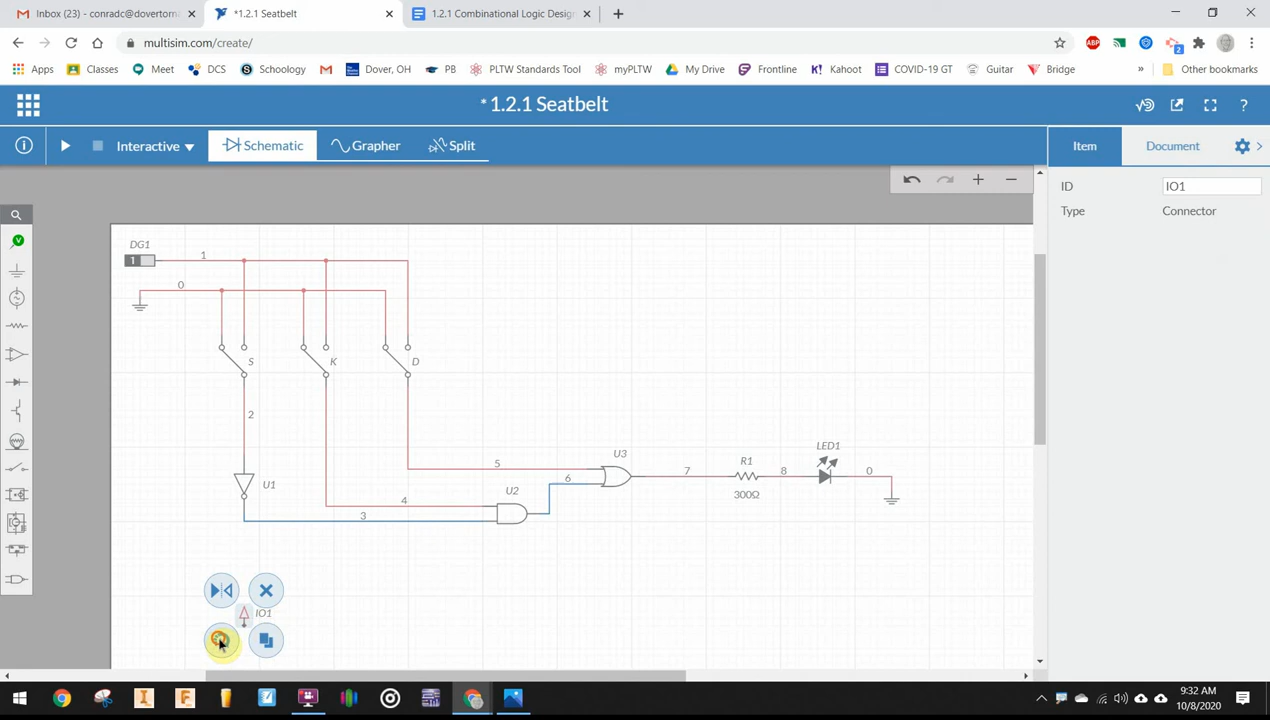 Inbox (23) - conradc@dovertorn
*1.2.1 Seatbelt
1.2.1 Combinational Logic Desig
multisim.com/create/
ABP
2
Apps
Classes
Meet
DCS
Schoology
Dover, OH
PB
PLTW Standards Tool
myPLTW
My Drive
Frontline
Kahoot
COVID-19 GT
Guitar
Bridge
»
Other bookmarks
* 1.2.1 Seatbelt
Interactive
Schematic
Grapher
Split
Item
Document
ID
IO1
Type
Connector
DG1
1
1
0
S
K
D
2
U1
3
4
U2
5
6
U3
7
R1
300Ω
8
LED1
0
IO1
9:32 AM
10/8/2020